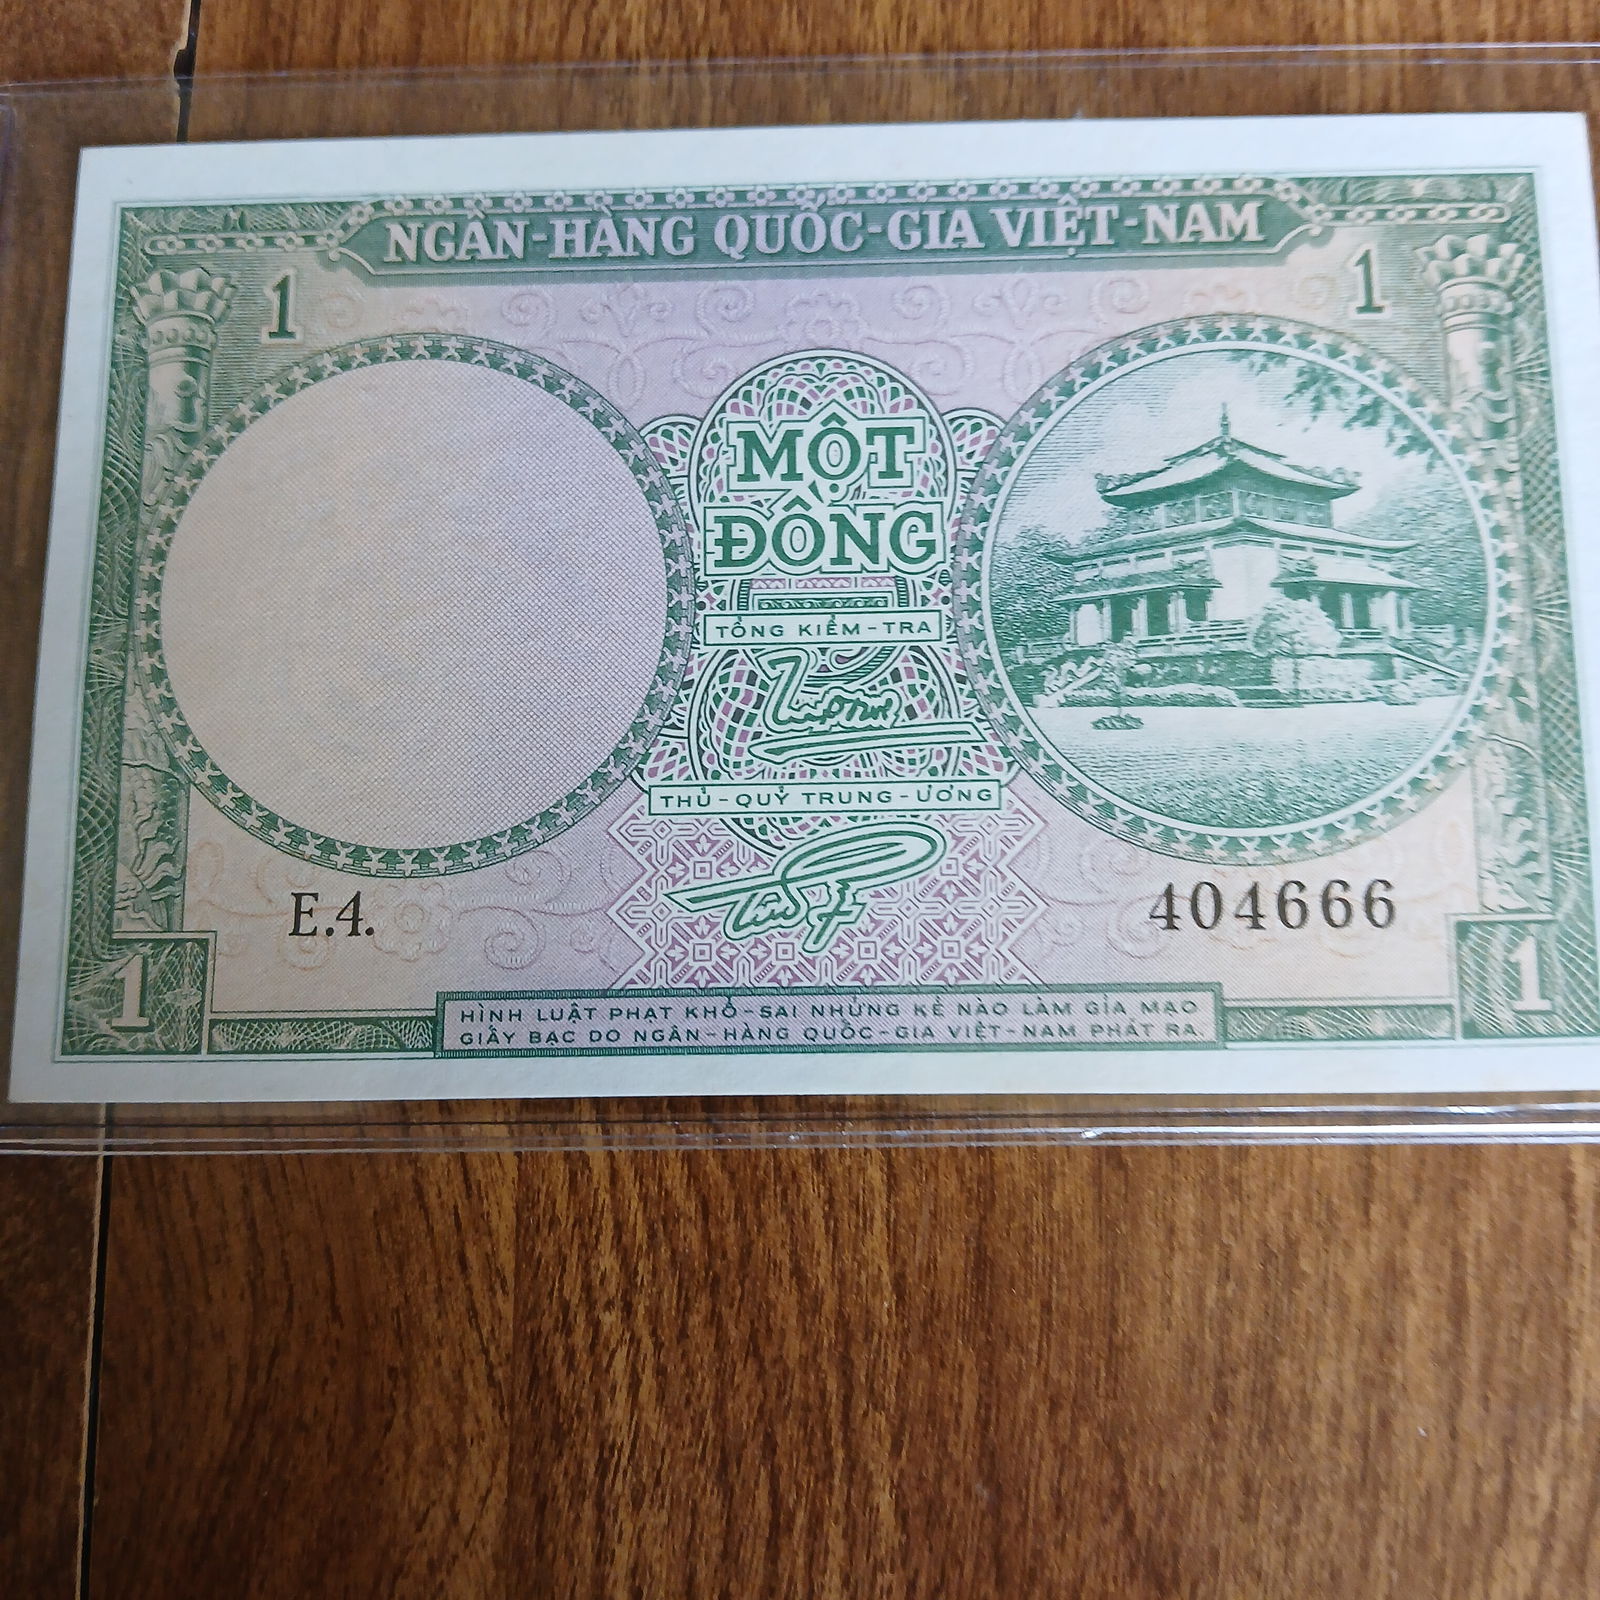 NGÂN-HÀNG QUỐC-GIA VIỆT-NAM
1
1
MỘT
ĐỒNG
TỔNG KIỂM-TRA
THỦ-QUỸ TRUNG-ƯƠNG
E.4.
404666
1
1
HÌNH LUẬT PHẠT KHỔ-SAI NHỮNG KẺ NÀO LÀM GIẢ MẠO
GIẤY BẠC DO NGÂN-HÀNG QUỐC-GIA VIỆT-NAM PHÁT RA.